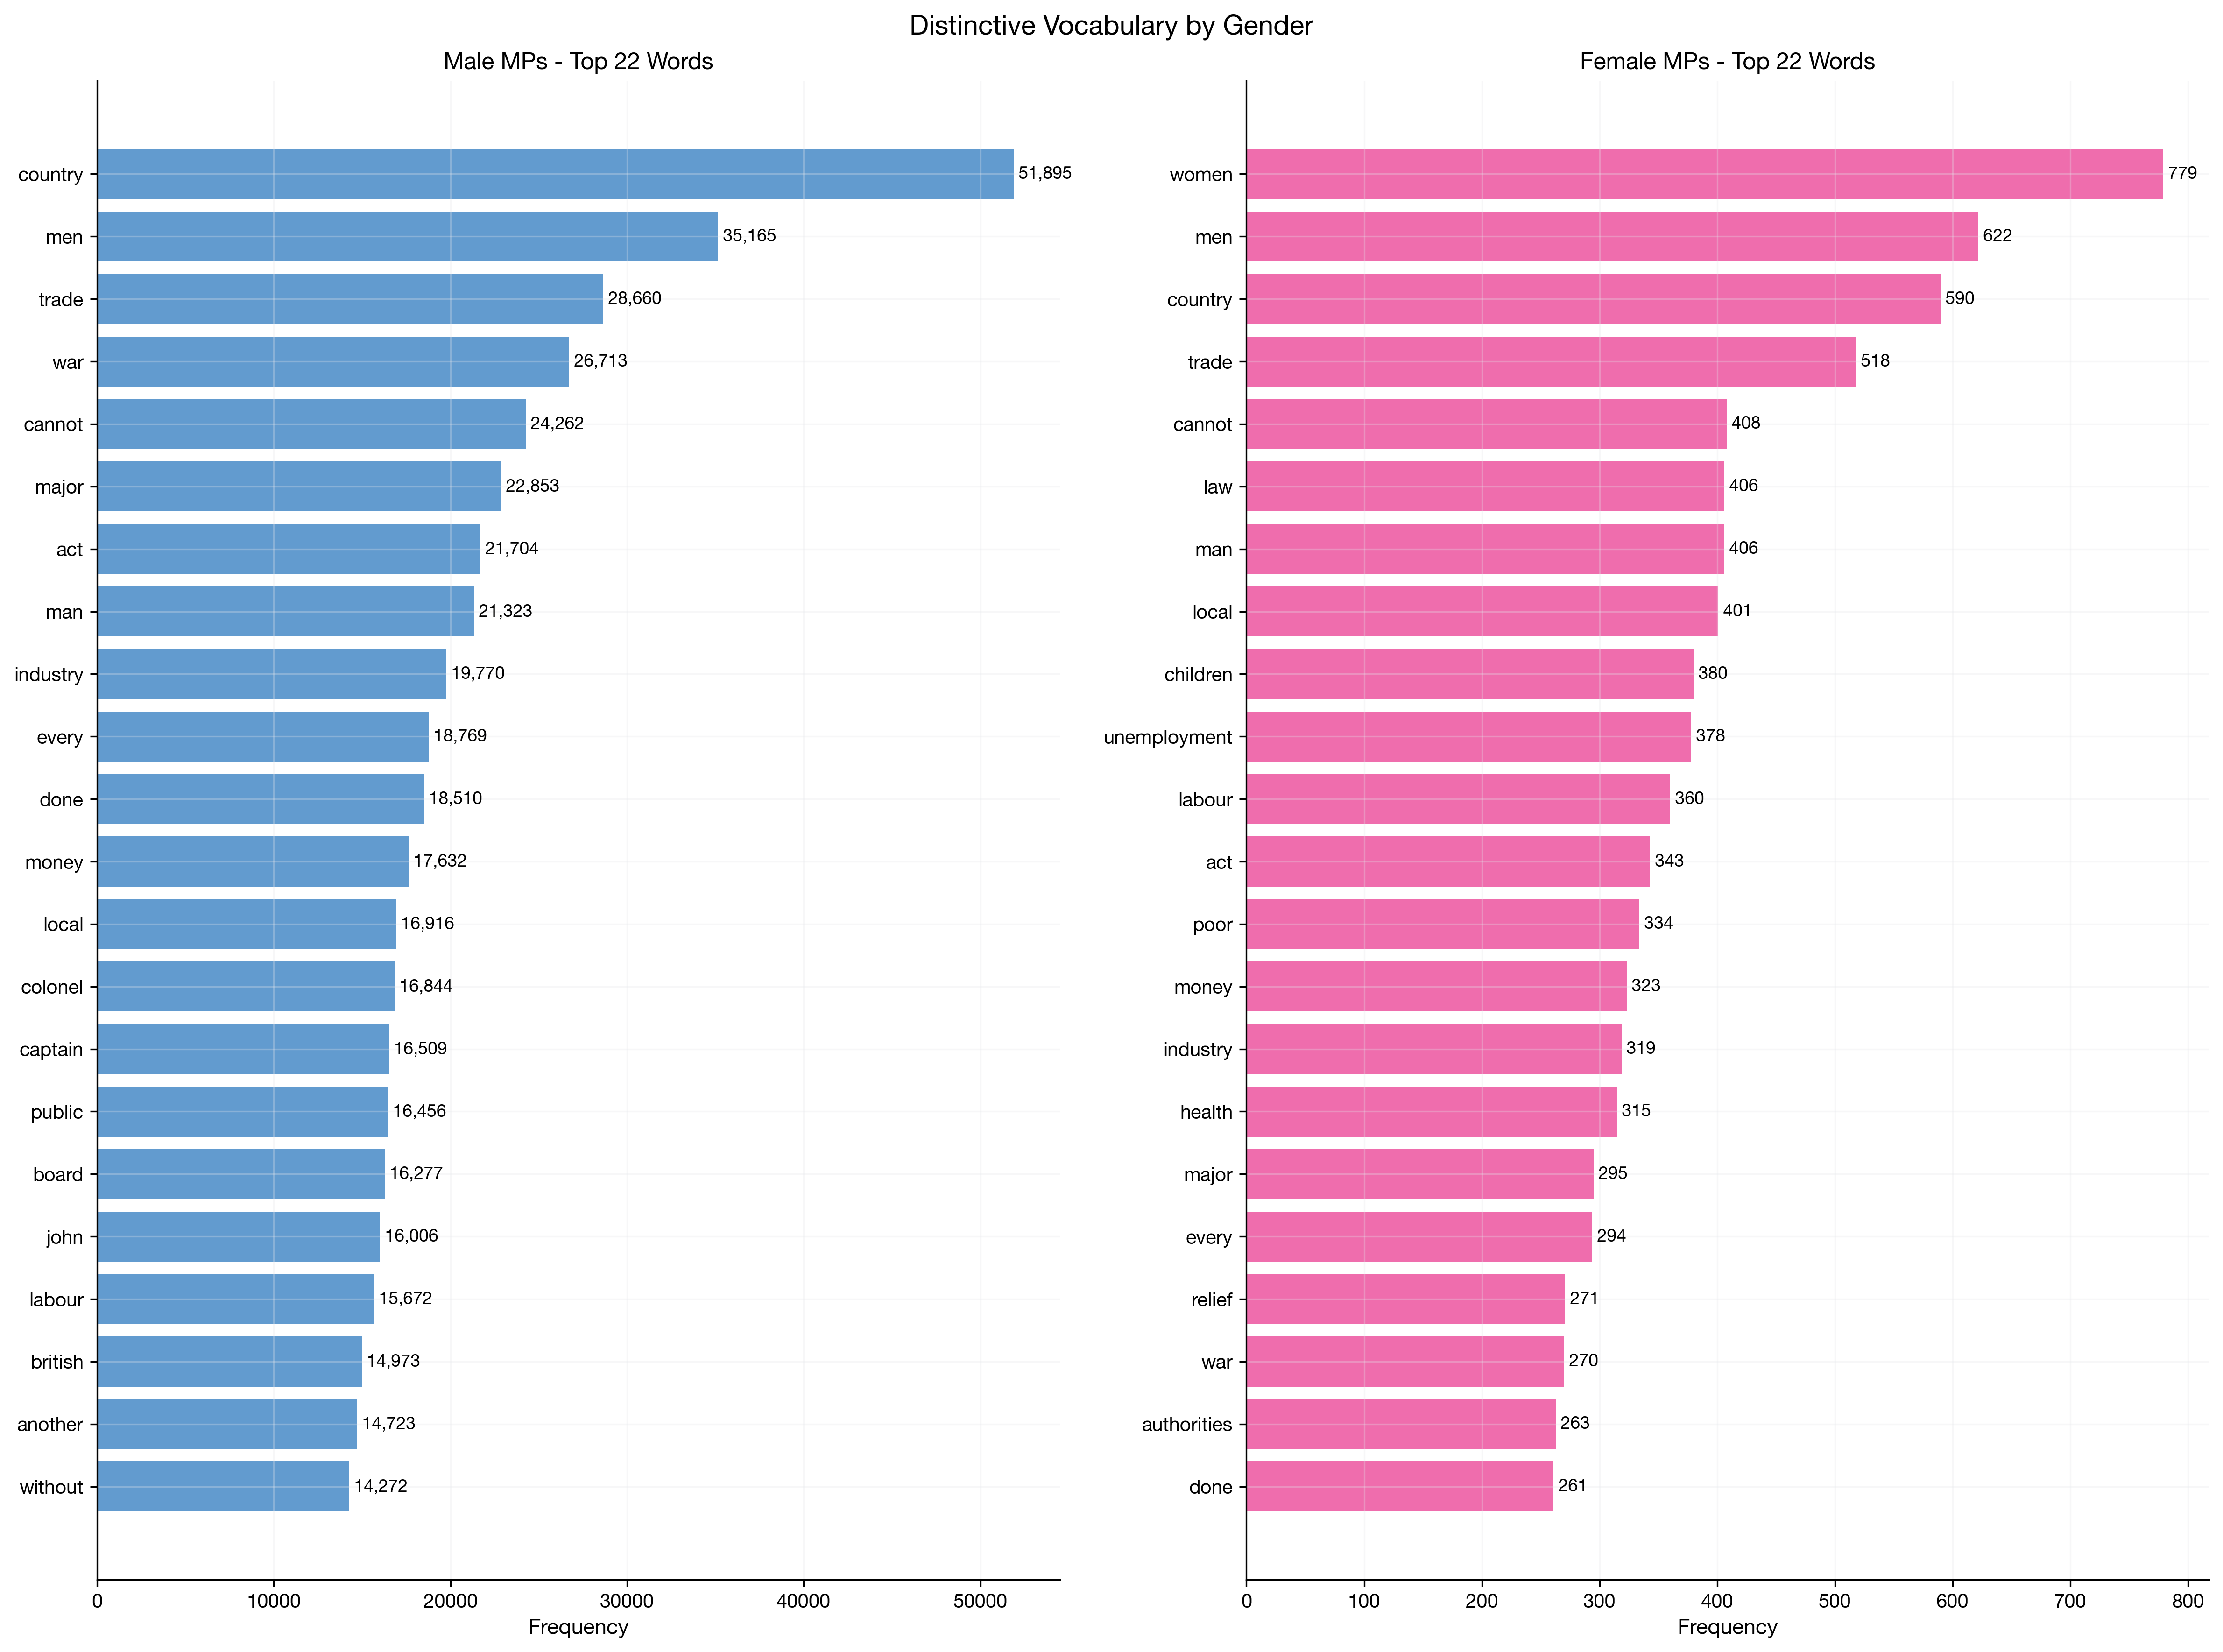 Distinctive Vocabulary by Gender
Male MPs - Top 22 Words
country 51,895
men 35,165
trade 28,660
war 26,713
cannot 24,262
major 22,853
act 21,704
man 21,323
industry 19,770
every 18,769
done 18,510
money 17,632
local 16,916
colonel 16,844
captain 16,509
public 16,456
board 16,277
john 16,006
labour 15,672
british 14,973
another 14,723
without 14,272
0 10000 20000 30000 40000 50000
Frequency
Female MPs - Top 22 Words
women 779
men 622
country 590
trade 518
cannot 408
law 406
man 406
local 401
children 380
unemployment 378
labour 360
act 343
poor 334
money 323
industry 319
health 315
major 295
every 294
relief 271
war 270
authorities 263
done 261
0 100 200 300 400 500 600 700 800
Frequency